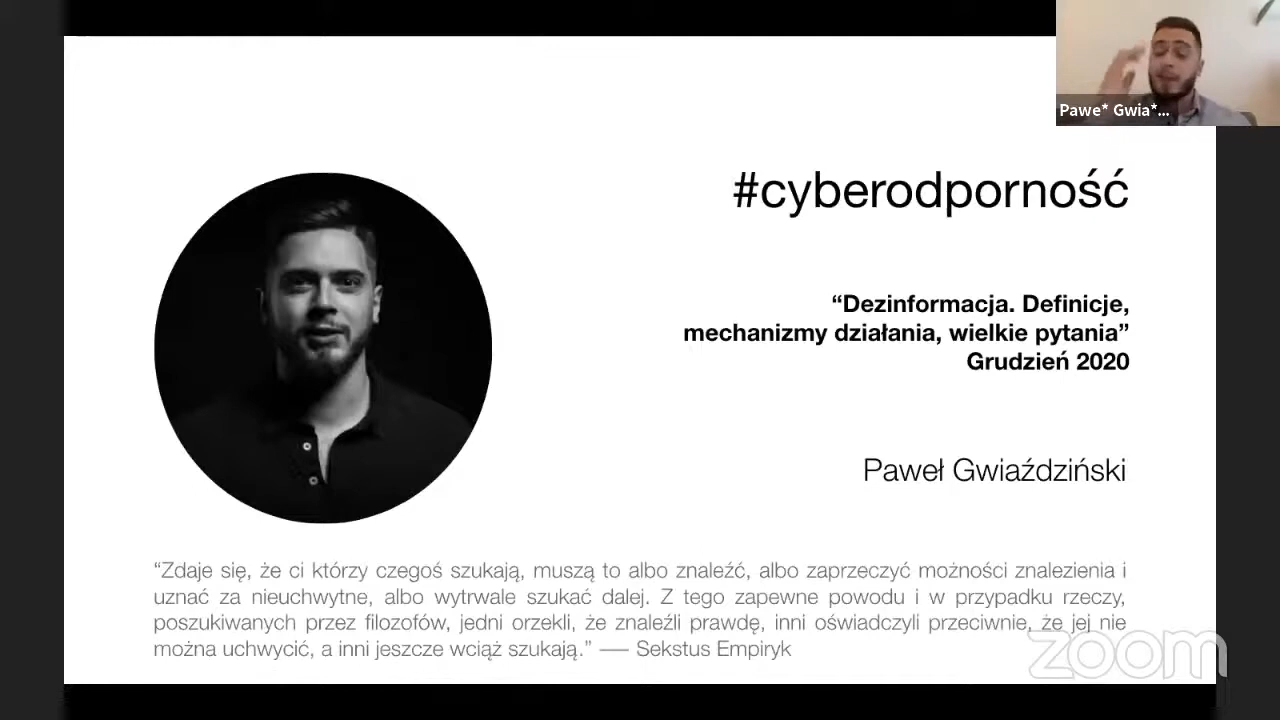 Pawe* Gwia*...
#cyberodporność
“Dezinformacja. Definicje,
mechanizmy działania, wielkie pytania”
Grudzień 2020
Paweł Gwiaździński
“Zdaje się, że ci którzy czegoś szukają, muszą to albo znaleźć, albo zaprzeczyć możności znalezienia i
uznać za nieuchwytne, albo wytrwale szukać dalej. Z tego zapewne powodu i w przypadku rzeczy,
poszukiwanych przez filozofów, jedni orzekli, że znaleźli prawdę, inni oświadczyli przeciwnie, że jej nie
można uchwycić, a inni jeszcze wciąż szukają.” –– Sekstus Empiryk
zoom